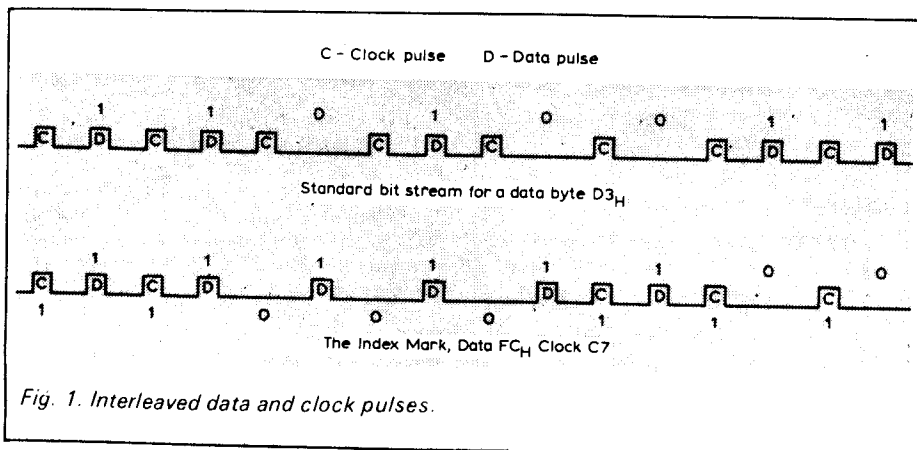 C - Clock pulse D - Data pulse
1 1 0 1 0 0 1 1
C D C D C C D C C C D C D
Standard bit stream for a data byte D3H
1 1 1 1 1 1 0 0
C D C D D D D C D C C
1 1 0 0 0 1 1 1
The Index Mark, Data FCH Clock C7
Fig. 1. Interleaved data and clock pulses.